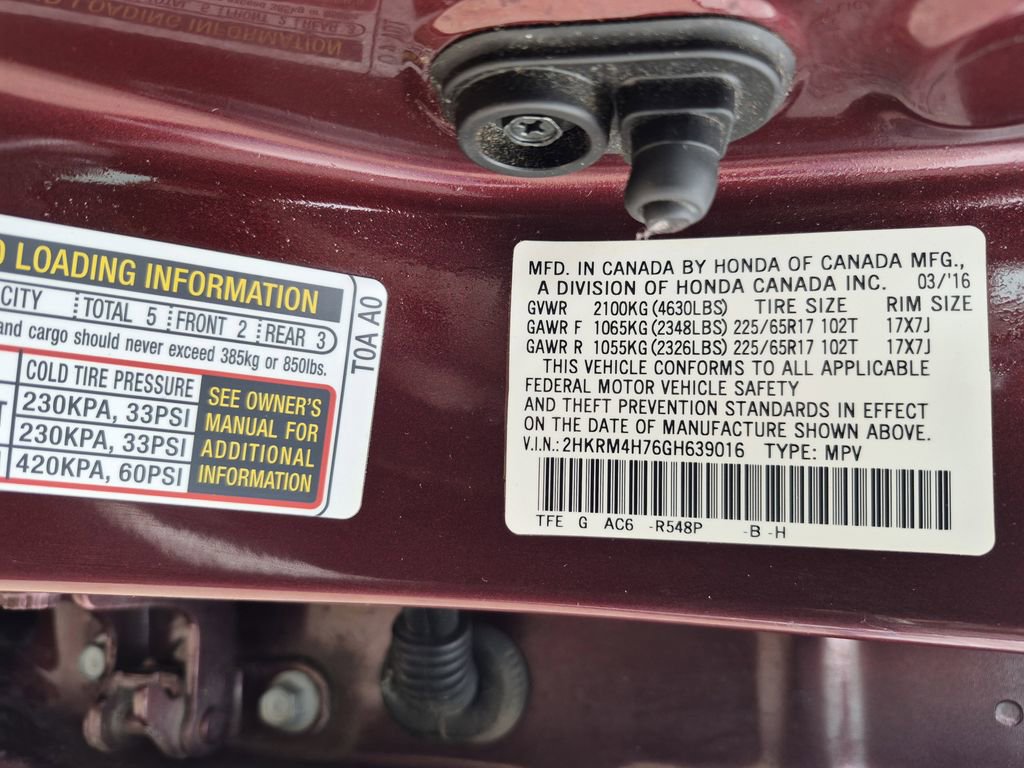 LOADING INFORMATION
CITY TOTAL 5 FRONT 2 REAR 3
and cargo should never exceed 385kg or 850lbs.
COLD TIRE PRESSURE
230KPA, 33PSI
230KPA, 33PSI
420KPA, 60PSI
SEE OWNER'S
MANUAL FOR
ADDITIONAL
INFORMATION
T0A A0
MFD. IN CANADA BY HONDA OF CANADA MFG.,
A DIVISION OF HONDA CANADA INC. 03/'16
GVWR 2100KG (4630LBS) TIRE SIZE RIM SIZE
GAWR F 1065KG (2348LBS) 225/65R17 102T 17X7J
GAWR R 1055KG (2326LBS) 225/65R17 102T 17X7J
THIS VEHICLE CONFORMS TO ALL APPLICABLE
FEDERAL MOTOR VEHICLE SAFETY
AND THEFT PREVENTION STANDARDS IN EFFECT
ON THE DATE OF MANUFACTURE SHOWN ABOVE.
V.I.N.: 2HKRM4H76GH639016 TYPE: MPV
TFE G AC6 -R548P -B -H